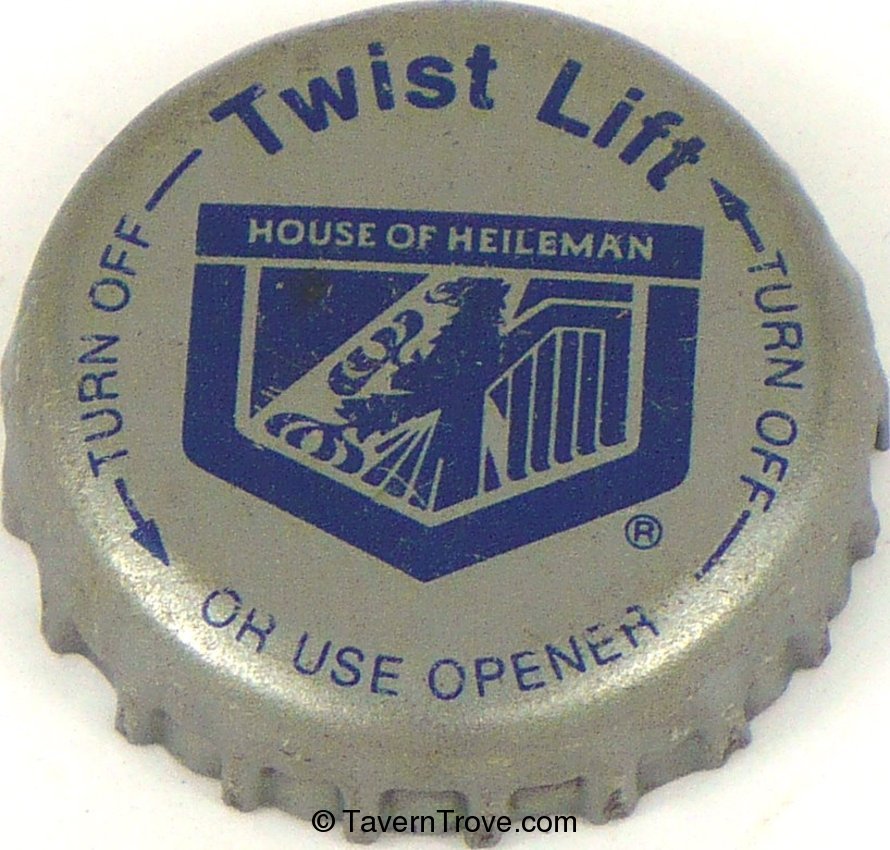 Twist Lift
TURN OFF
HOUSE OF HEILEMAN
TURN OFF
®
OR USE OPENER
© TavernTrove.com